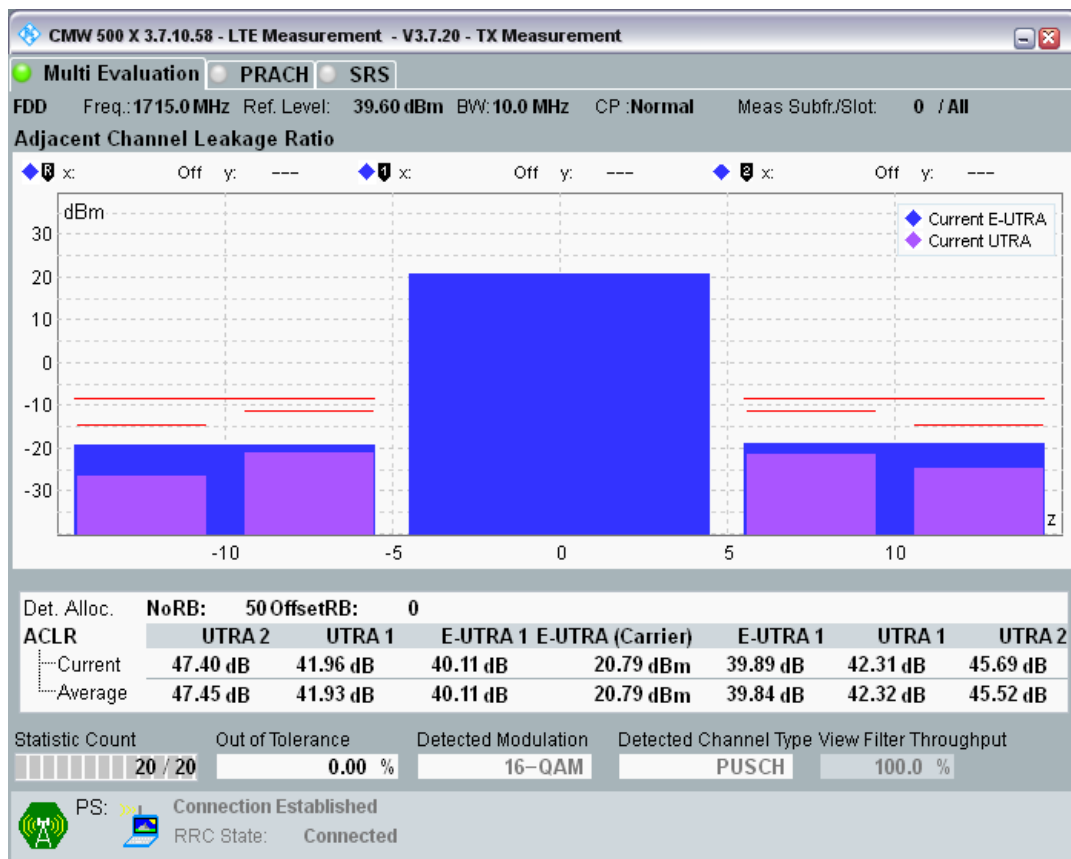 CMW 500 X 3.7.10.58 - LTE Measurement - V3.7.20 - TX Measurement
Multi Evaluation PRACH SRS
FDD Freq.:1715.0 MHz Ref. Level: 39.60 dBm BW:10.0 MHz CP :Normal Meas Subfr./Slot: 0 / All
Adjacent Channel Leakage Ratio
R x: Off y: --- 1 x: Off y: --- 2 x: Off y: ---
dBm
Current E-UTRA
Current UTRA
30
20
10
0
-10
-20
-30
z
-10 -5 0 5 10
Det. Alloc. NoRB: 50 OffsetRB: 0
ACLR UTRA 2 UTRA 1 E-UTRA 1 E-UTRA (Carrier) E-UTRA 1 UTRA 1 UTRA 2
Current 47.40 dB 41.96 dB 40.11 dB 20.79 dBm 39.89 dB 42.31 dB 45.69 dB
Average 47.45 dB 41.93 dB 40.11 dB 20.79 dBm 39.84 dB 42.32 dB 45.52 dB
Statistic Count Out of Tolerance Detected Modulation Detected Channel Type View Filter Throughput
20 / 20 0.00 % 16-QAM PUSCH 100.0 %
PS: Connection Established
RRC State: Connected